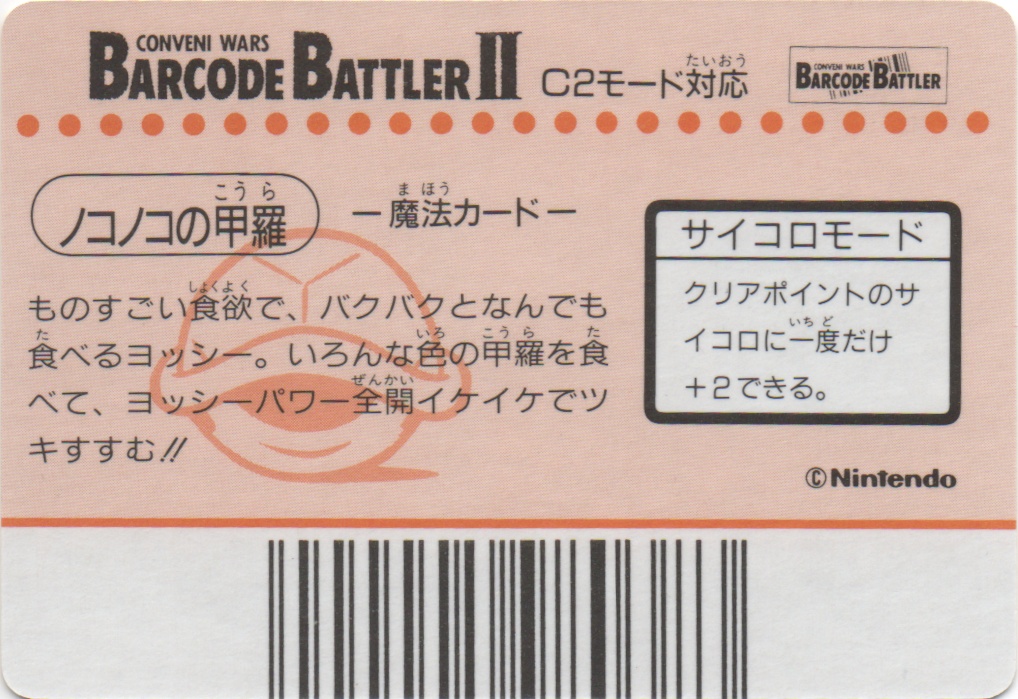 CONVENI WARS
BARCODE BATTLER II C2モード対応
たいおう
CONVENI WARS
BARCODE BATTLER
こうら
ノコノコの甲羅
まほう
ー魔法カードー
しょくよく
ものすごい食欲で、バクバクとなんでも
た いろ こうら た
食べるヨッシー。いろんな色の甲羅を食
ぜんかい
べて、ヨッシーパワー全開イケイケでツ
キすすむ!!
サイコロモード
クリアポイントのサ
いちど
イコロに一度だけ
+2できる。
©Nintendo